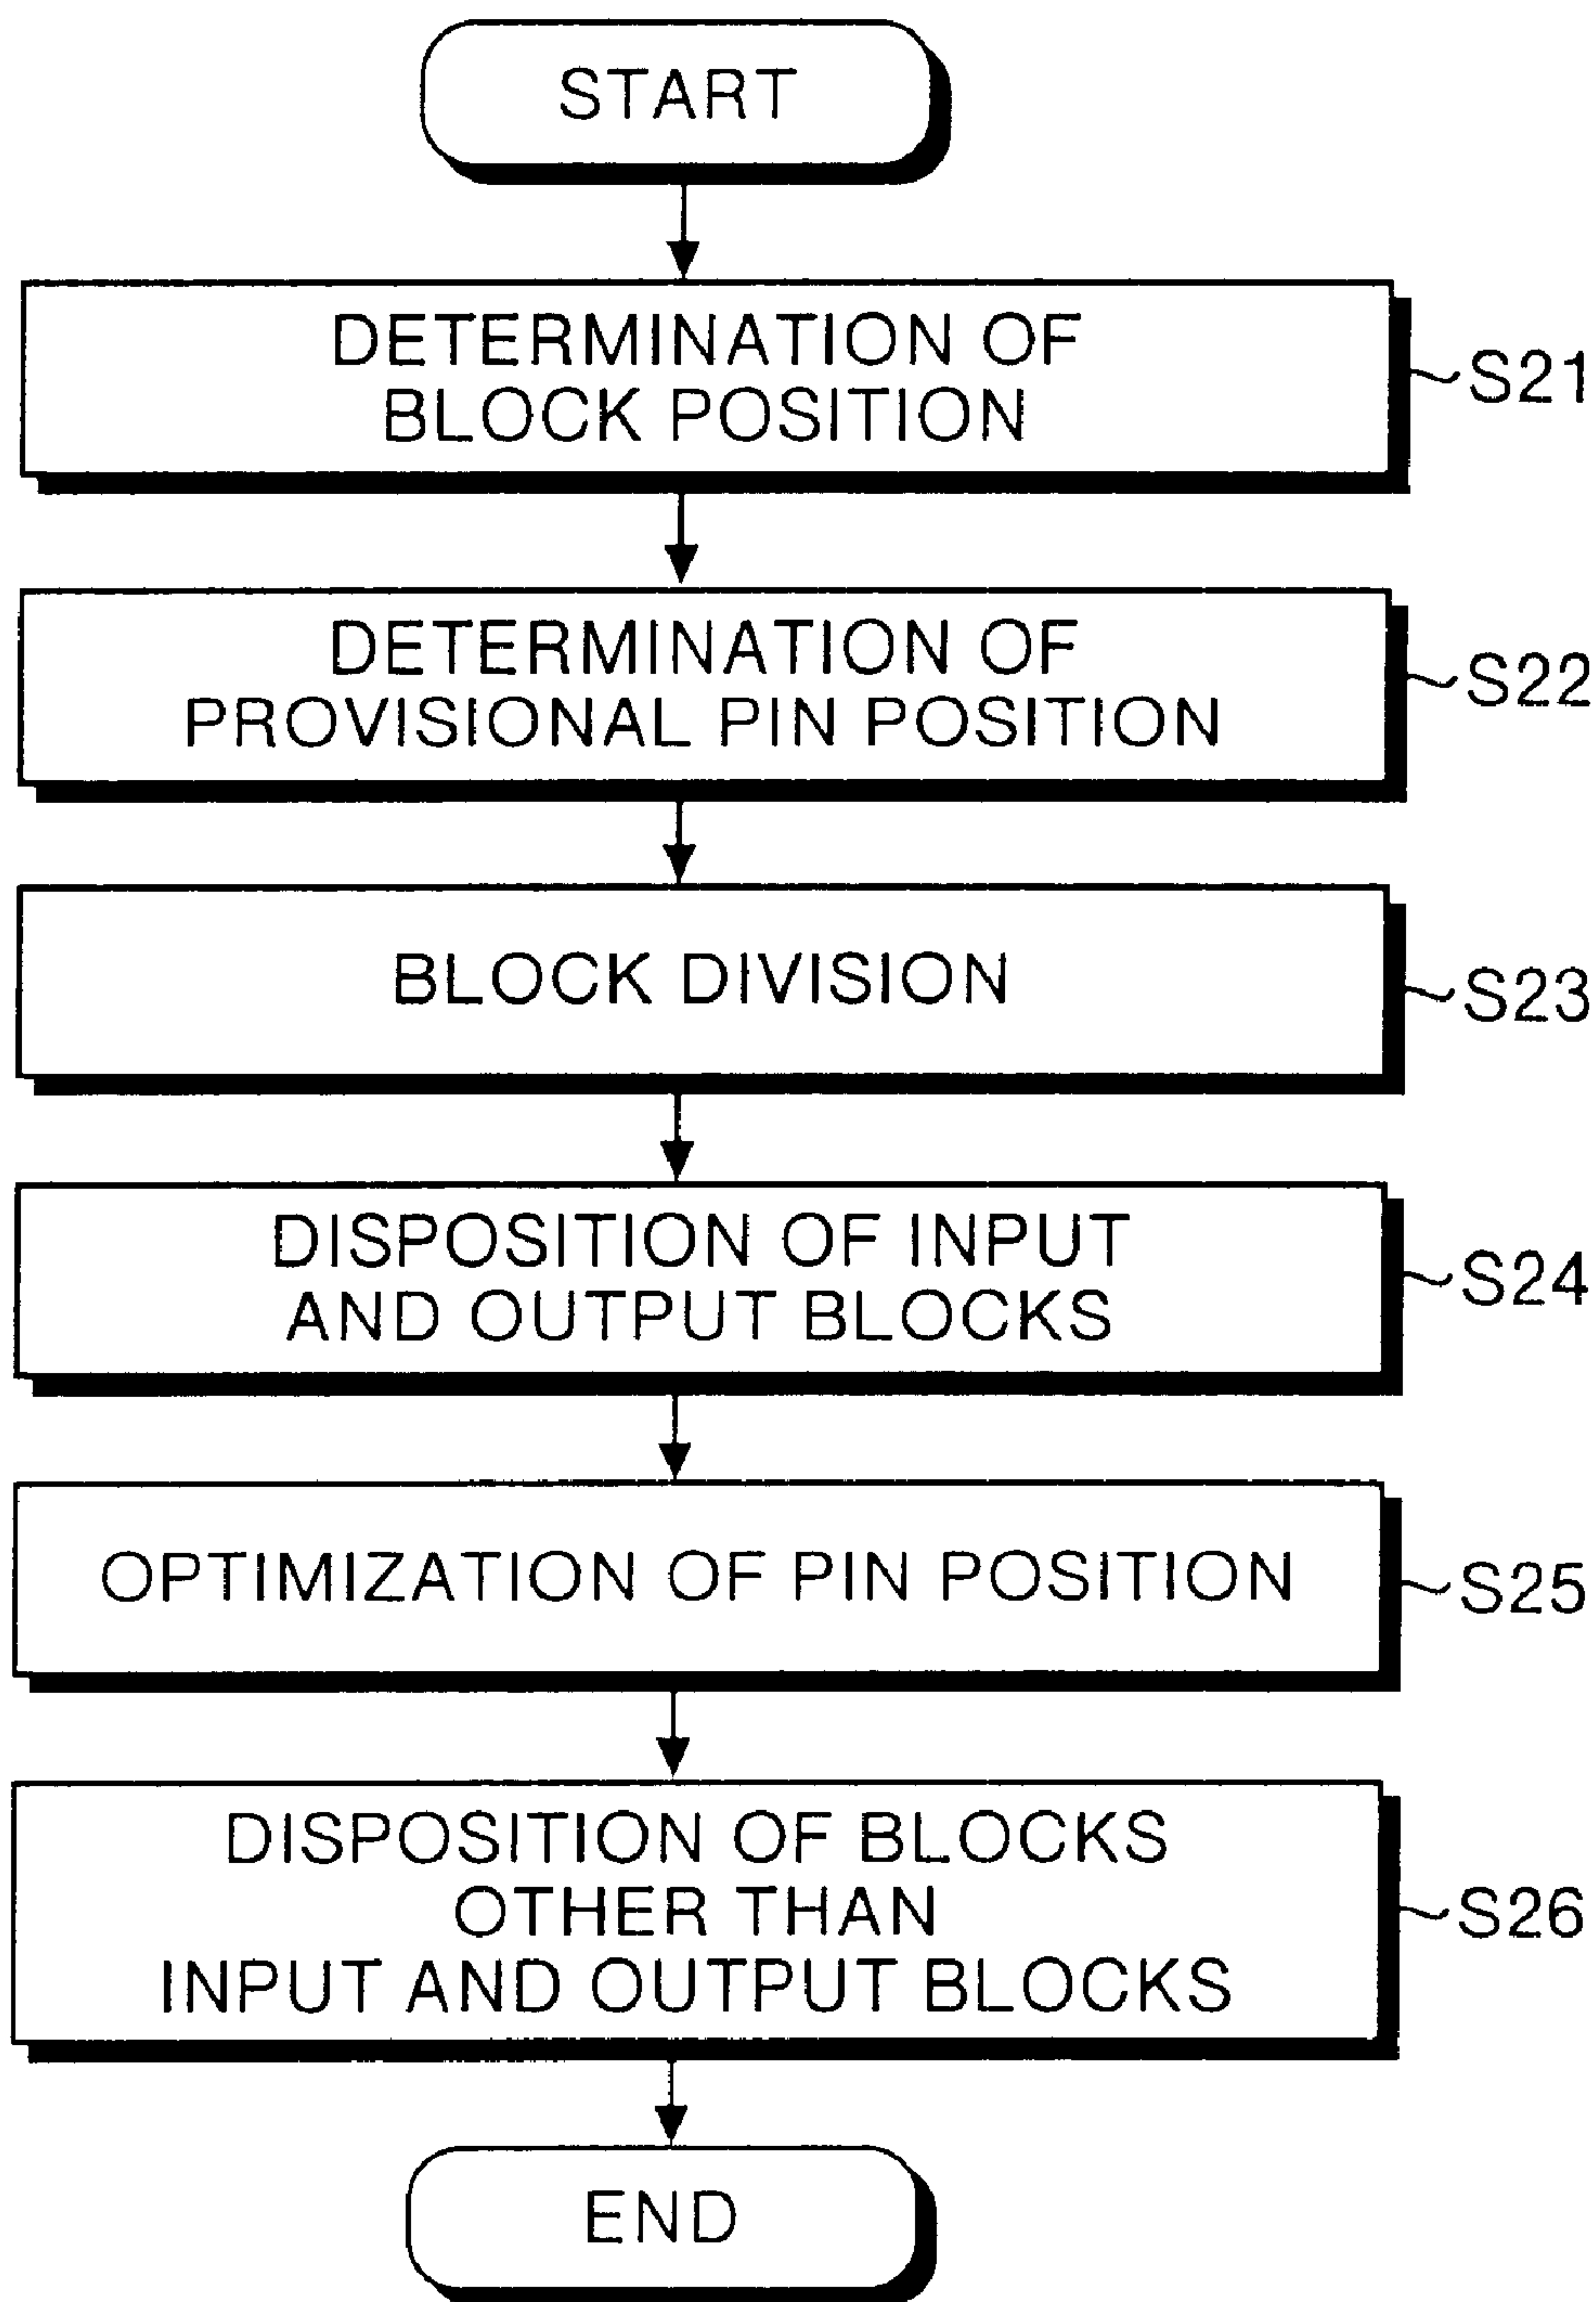 START
DETERMINATION OF
BLOCK POSITION
S21
DETERMINATION OF
PROVISIONAL PIN POSITION
S22
BLOCK DIVISION
S23
DISPOSITION OF INPUT
AND OUTPUT BLOCKS
S24
OPTIMIZATION OF PIN POSITION
S25
DISPOSITION OF BLOCKS
OTHER THAN
INPUT AND OUTPUT BLOCKS
S26
END